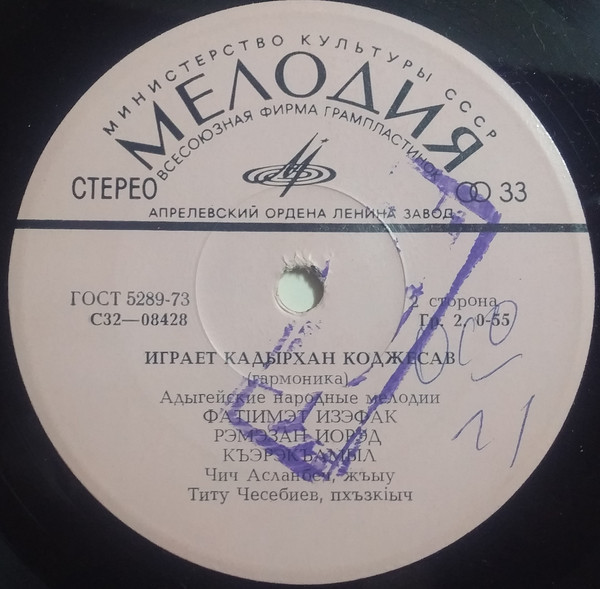 МИНИСТЕРСТВО КУЛЬТУРЫ СССР
МЕЛОДИЯ
ВСЕСОЮЗНАЯ ФИРМА ГРАМПЛАСТИНОК
СТЕРЕО 33
АПРЕЛЕВСКИЙ ОРДЕНА ЛЕНИНА ЗАВОД
ГОСТ 5289-73 2 сторона
С32—08428 Гр. 2, 0-55
ИГРАЕТ КАДЫРХАН КОДЖЕСАВ
(гармоника)
Адыгейские народные мелодии
ФАТІИМЭТ ИЗЭФАК
РЭМЭЗАН ИОРЭД
КЪЭРЭКЪАМЫЛ
Чич Асланбеч, жъыу
Титу Чесебиев, пхъэкІыч